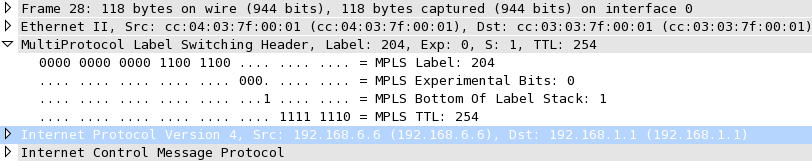 Frame 28: 118 bytes on wire (944 bits), 118 bytes captured (944 bits) on interface 0
Ethernet II, Src: cc:04:03:7f:00:01 (cc:04:03:7f:00:01), Dst: cc:03:03:7f:00:01 (cc:03:03:7f:00:01)
MultiProtocol Label Switching Header, Label: 204, Exp: 0, S: 1, TTL: 254
0000 0000 0000 1100 1100 .... .... .... = MPLS Label: 204
.... .... .... .... .... 000. .... .... = MPLS Experimental Bits: 0
.... .... .... .... .... ...1 .... .... = MPLS Bottom Of Label Stack: 1
.... .... .... .... .... .... 1111 1110 = MPLS TTL: 254
Internet Protocol Version 4, Src: 192.168.6.6 (192.168.6.6), Dst: 192.168.1.1 (192.168.1.1)
Internet Control Message Protocol